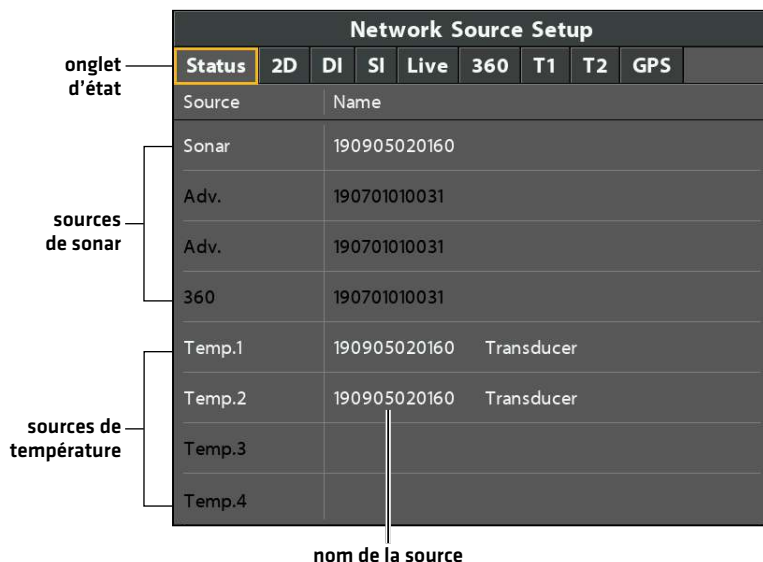 Network Source Setup
onglet d'état
Status 2D DI SI Live 360 T1 T2 GPS
Source Name
Sonar 190905020160
Adv. 190701010031
sources de sonar
Adv. 190701010031
360 190701010031
Temp.1 190905020160 Transducer
Temp.2 190905020160 Transducer
sources de température
Temp.3
Temp.4
nom de la source